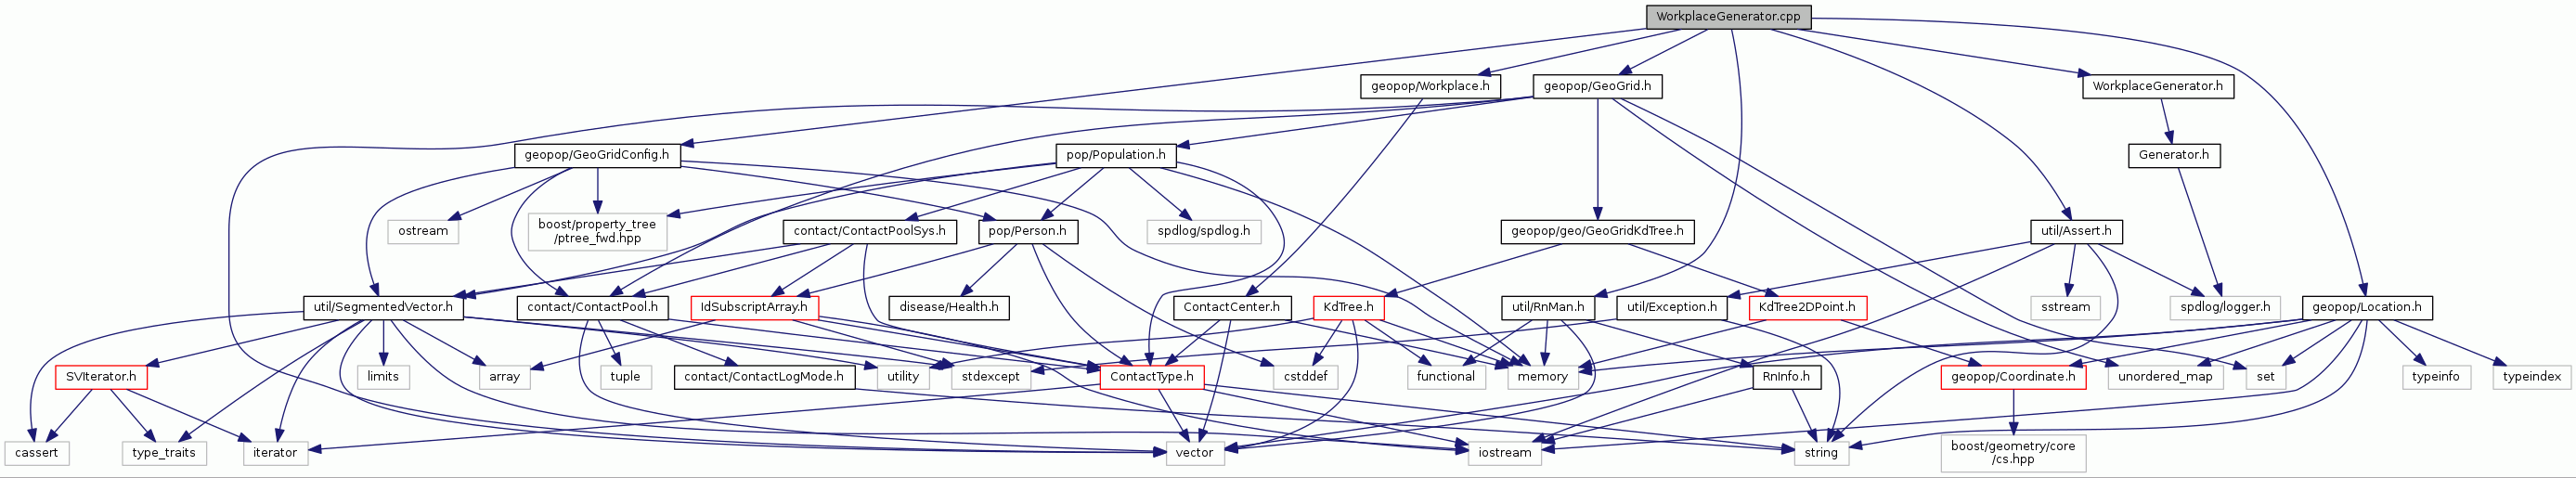 WorkplaceGenerator.cpp
geopop/Workplace.h
geopop/GeoGrid.h
WorkplaceGenerator.h
geopop/GeoGridConfig.h
pop/Population.h
Generator.h
ostream
boost/property_tree
/ptree_fwd.hpp
contact/ContactPoolSys.h
pop/Person.h
spdlog/spdlog.h
geopop/geo/GeoGridKdTree.h
util/Assert.h
util/SegmentedVector.h
contact/ContactPool.h
IdSubscriptArray.h
disease/Health.h
ContactCenter.h
KdTree.h
util/RnMan.h
util/Exception.h
KdTree2DPoint.h
sstream
spdlog/logger.h
geopop/Location.h
SVIterator.h
limits
array
tuple
contact/ContactLogMode.h
utility
stdexcept
ContactType.h
cstddef
functional
memory
RnInfo.h
geopop/Coordinate.h
unordered_map
set
typeinfo
typeindex
cassert
type_traits
iterator
vector
iostream
string
boost/geometry/core
/cs.hpp